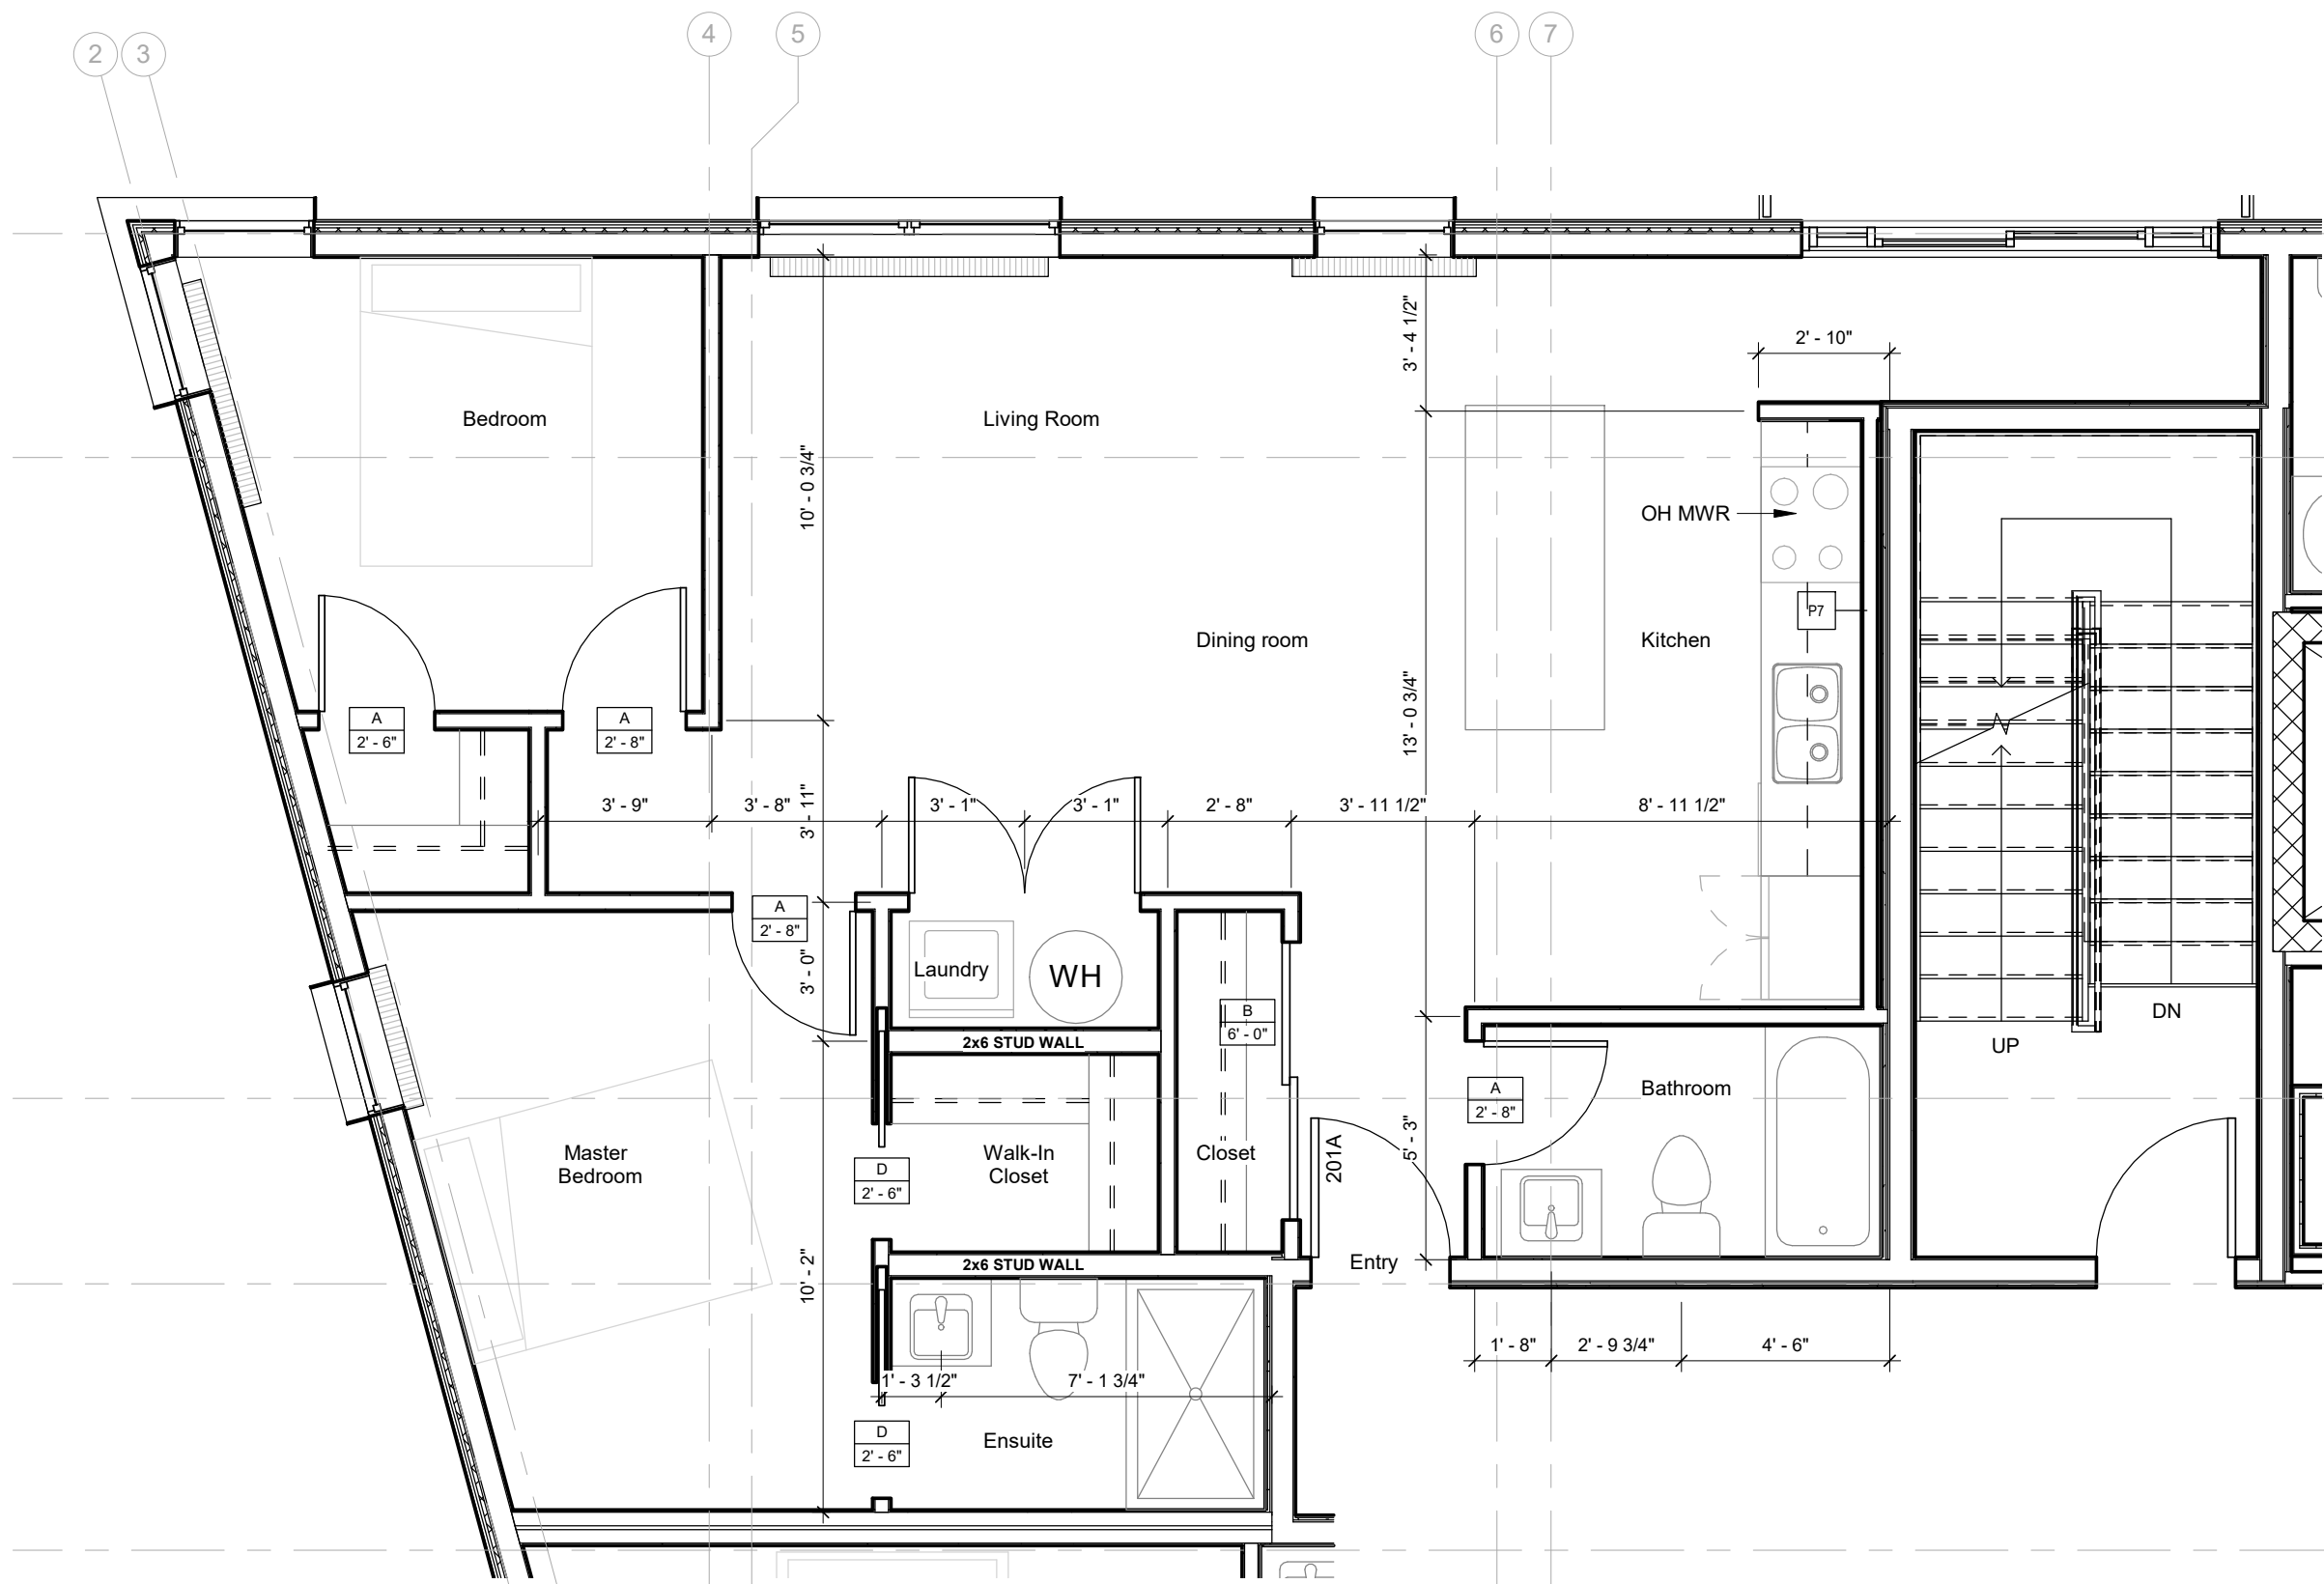 2
3
4
5
6
7
2' - 10"
3' - 4 1/2"
Bedroom
Living Room
10' - 0 3/4"
OH MWR
P7
Dining room
Kitchen
13' - 0 3/4"
A
2' - 6"
A
2' - 8"
3' - 9"
3' - 8"
3' - 11"
3' - 1"
3' - 1"
2' - 8"
3' - 11 1/2"
8' - 11 1/2"
A
2' - 8"
3' - 0"
Laundry
WH
B
6' - 0"
2x6 STUD WALL
DN
UP
A
2' - 8"
Bathroom
5' - 3"
201A
Master
Bedroom
Walk-In
Closet
Closet
D
2' - 6"
10' - 2"
2x6 STUD WALL
Entry
1' - 8"
2' - 9 3/4"
4' - 6"
1' - 3 1/2"
7' - 1 3/4"
D
2' - 6"
Ensuite